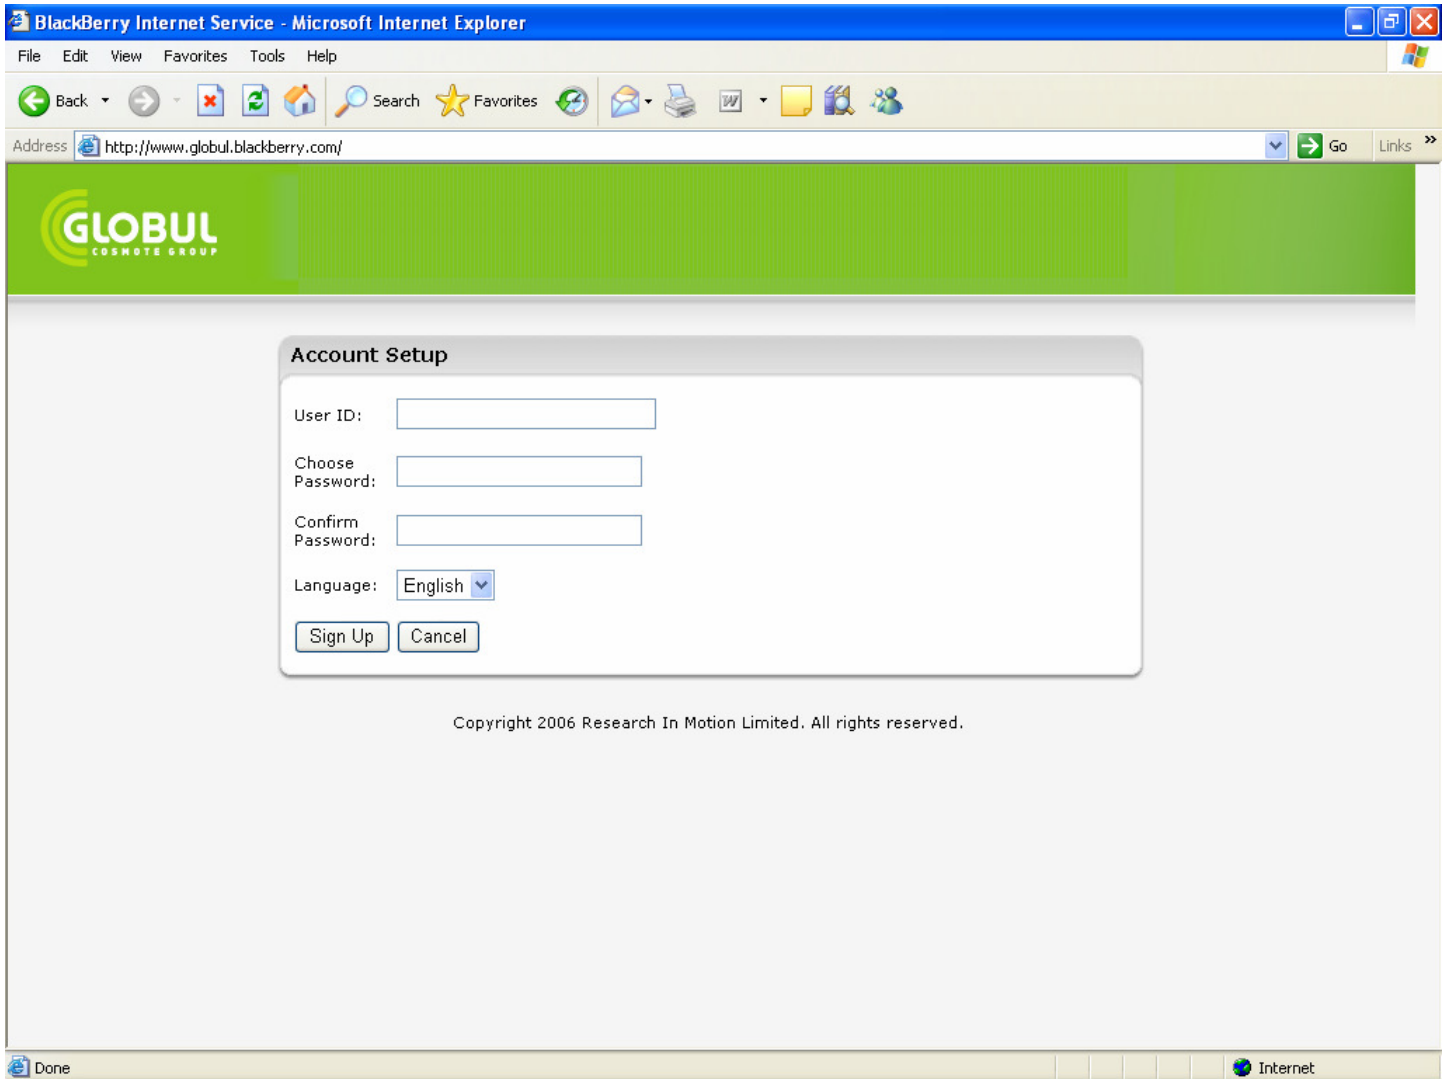 BlackBerry Internet Service - Microsoft Internet Explorer
File Edit View Favorites Tools Help
Back Search Favorites
Address http://www.globul.blackberry.com/ Go Links »
GLOBUL
COSMOTE GROUP
Account Setup
User ID:
Choose
Password:
Confirm
Password:
Language: English
Sign Up Cancel
Copyright 2006 Research In Motion Limited. All rights reserved.
Done Internet